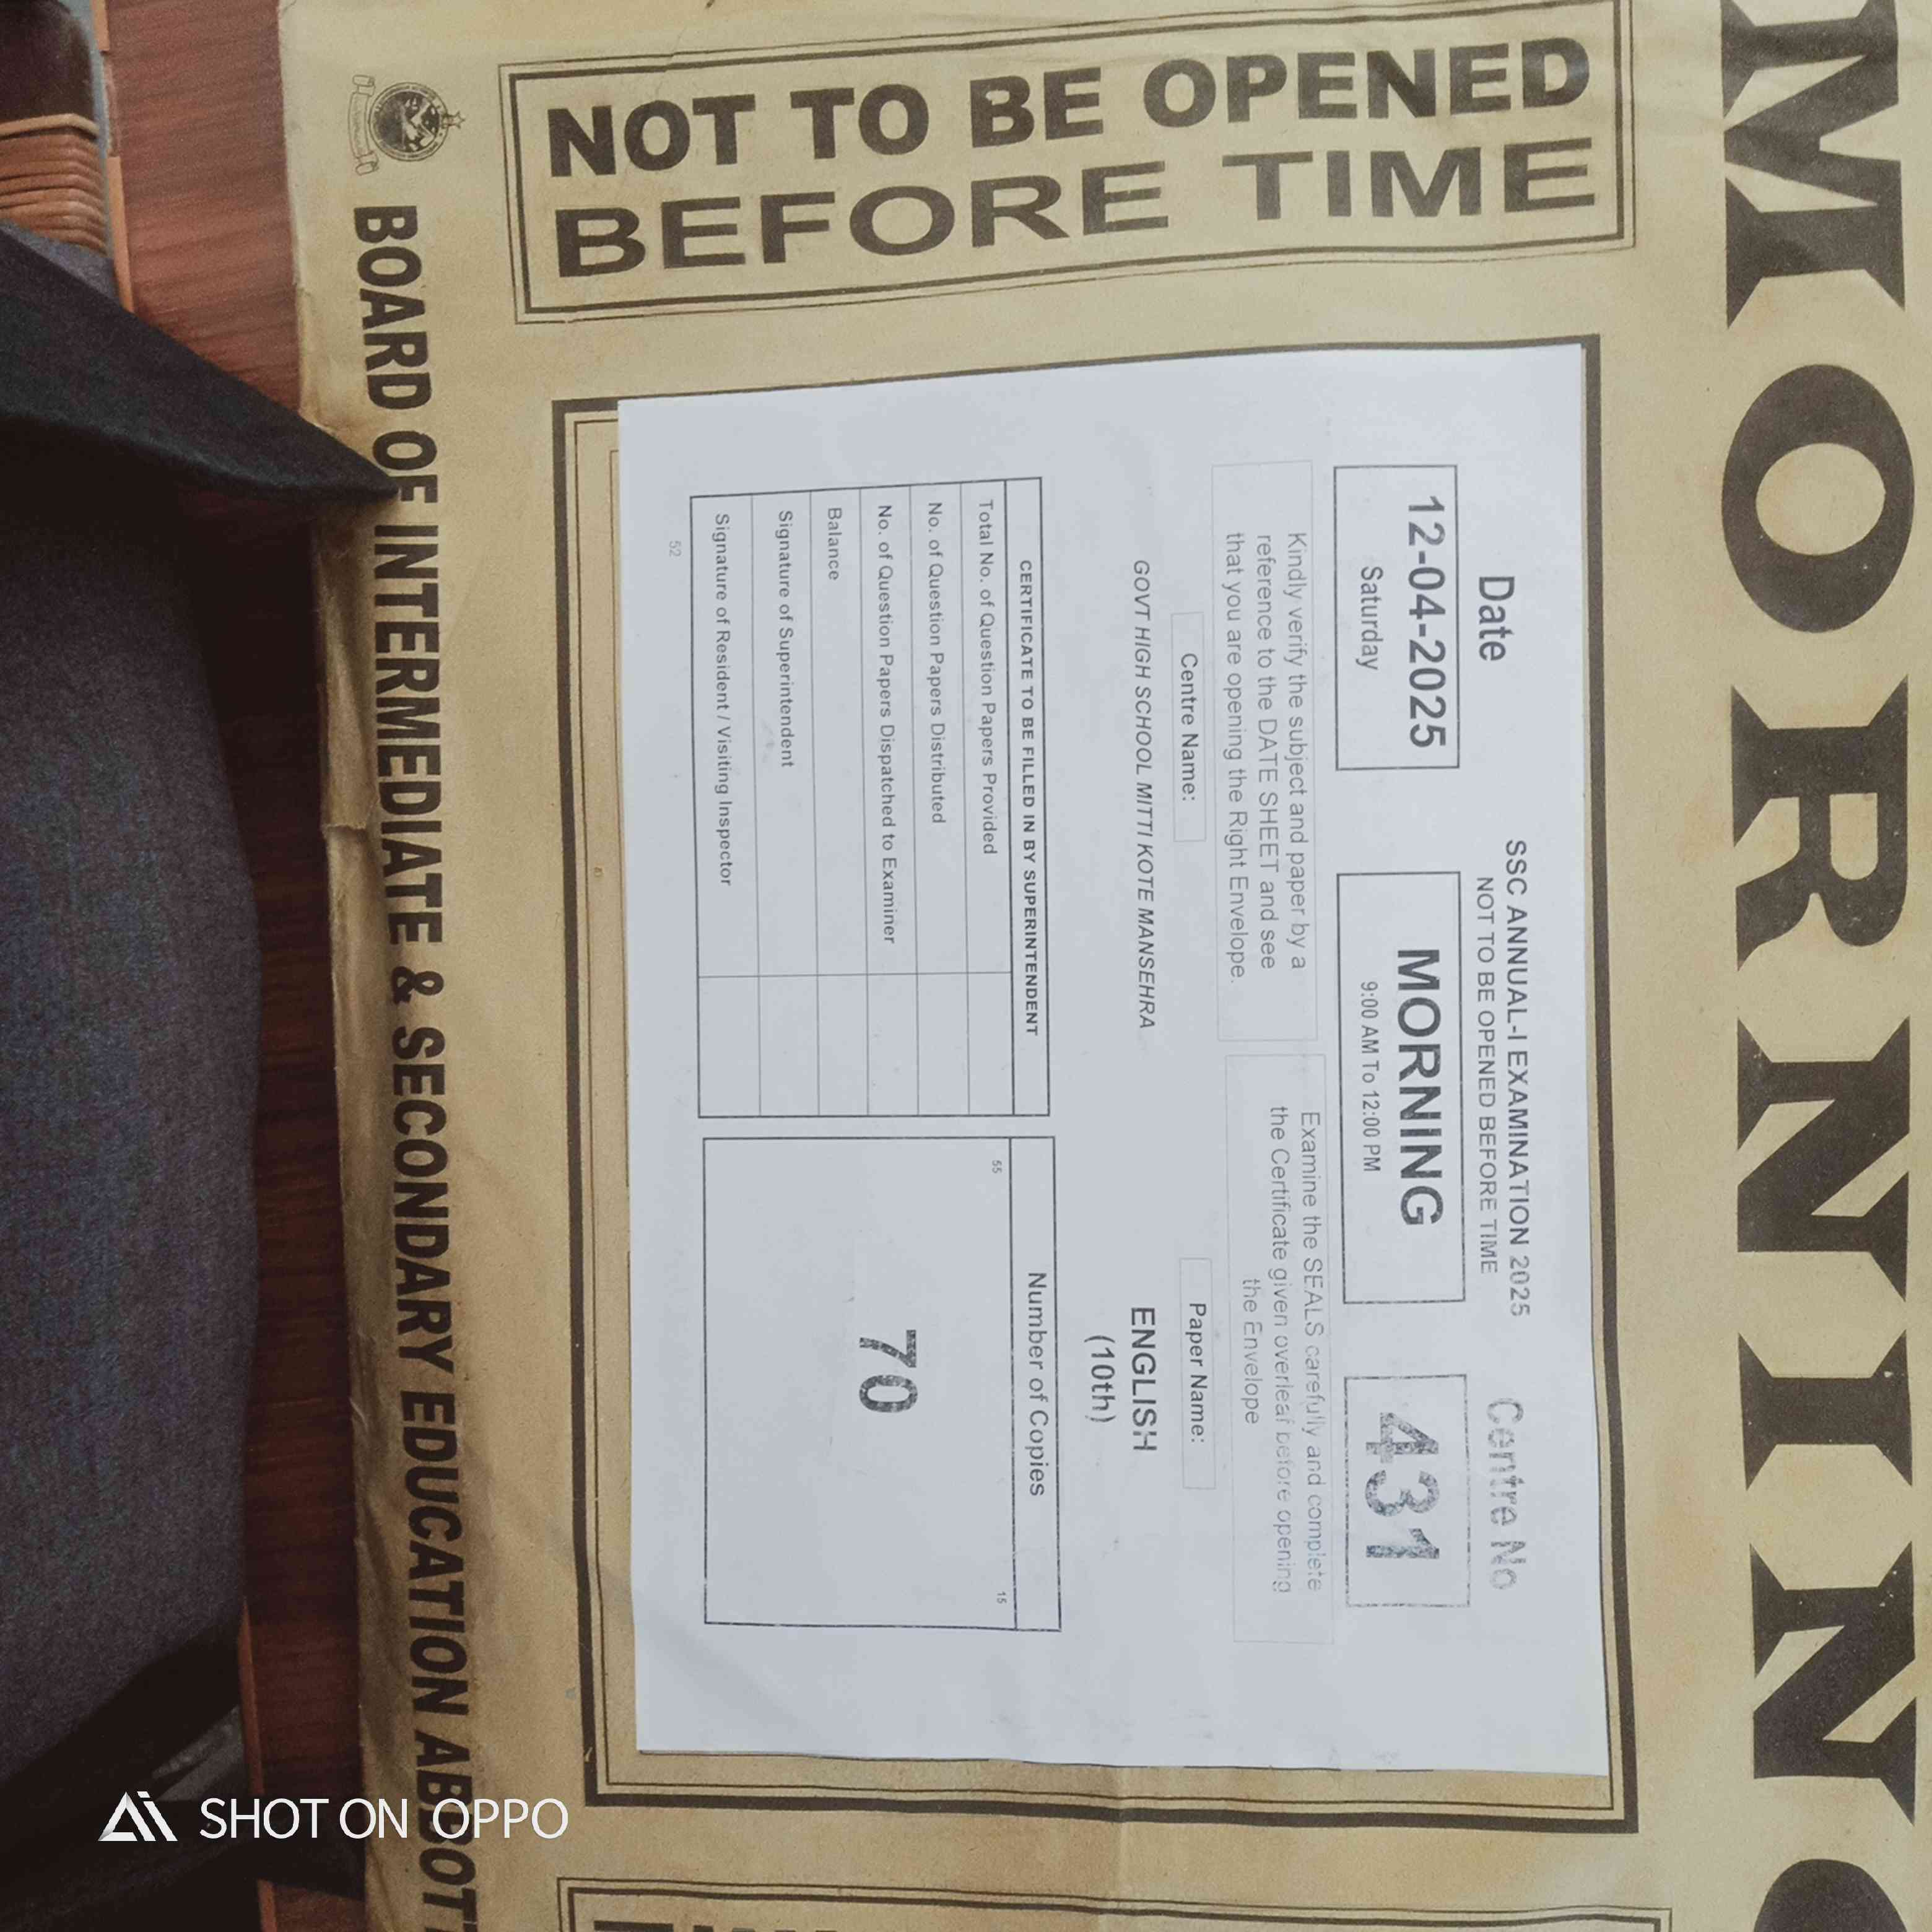 NOT TO BE OPENED
BEFORE TIME
MORNIN
BOARD OF INTERMEDIATE & SECONDARY EDUCATION
SSC ANNUAL-I EXAMINATION 2025
NOT TO BE OPENED BEFORE TIME
Date
Centre No
12-04-2025
Saturday
MORNING
9:00 AM To 12:00 PM
431
Kindly verify the subject and paper by a
reference to the DATE SHEET and see
that you are opening the Right Envelope.
Examine the SEALS carefully and complete
the Certificate given overleaf before opening
the Envelope
Centre Name:
Paper Name:
GOVT HIGH SCHOOL MITTI KOTE MANSEHRA
ENGLISH
(10th)
CERTIFICATE TO BE FILLED IN BY SUPERINTENDENT
Total No. of Question Papers Provided
No. of Question Papers Distributed
No. of Question Papers Dispatched to Examiner
Balance
Signature of Superintendent
Signature of Resident / Visiting Inspector
52
Number of Copies
55
15
70
SHOT ON OPPO